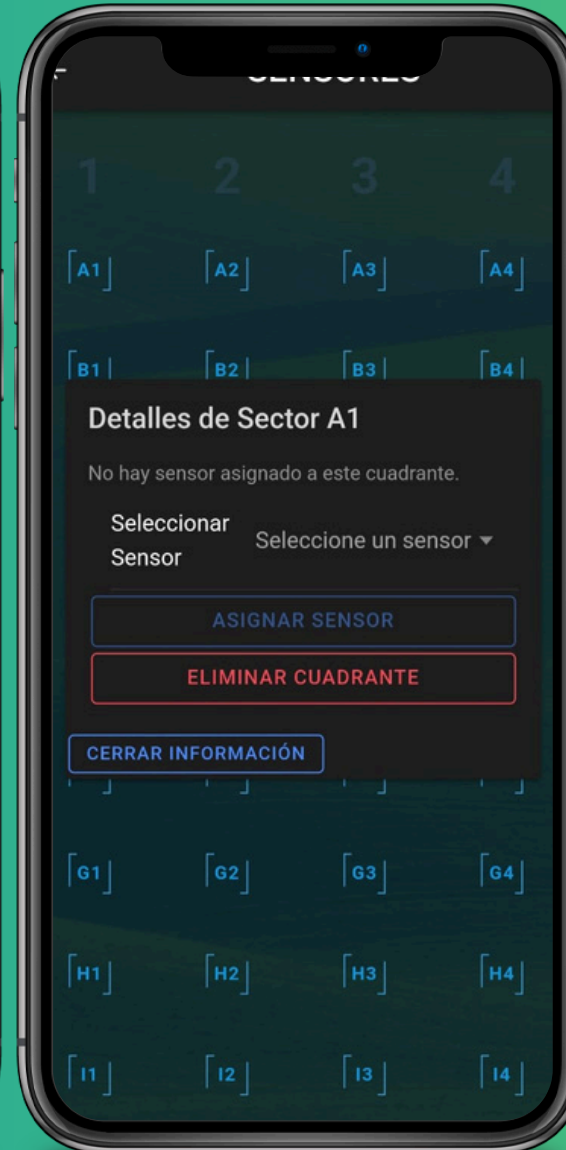 SENSORES
1 2 3 4
A1 A2 A3 A4
B1 B2 B3 B4
Detalles de Sector A1
No hay sensor asignado a este cuadrante.
Seleccionar
Sensor
Seleccione un sensor
ASIGNAR SENSOR
ELIMINAR CUADRANTE
CERRAR INFORMACIÓN
G1 G2 G3 G4
H1 H2 H3 H4
I1 I2 I3 I4